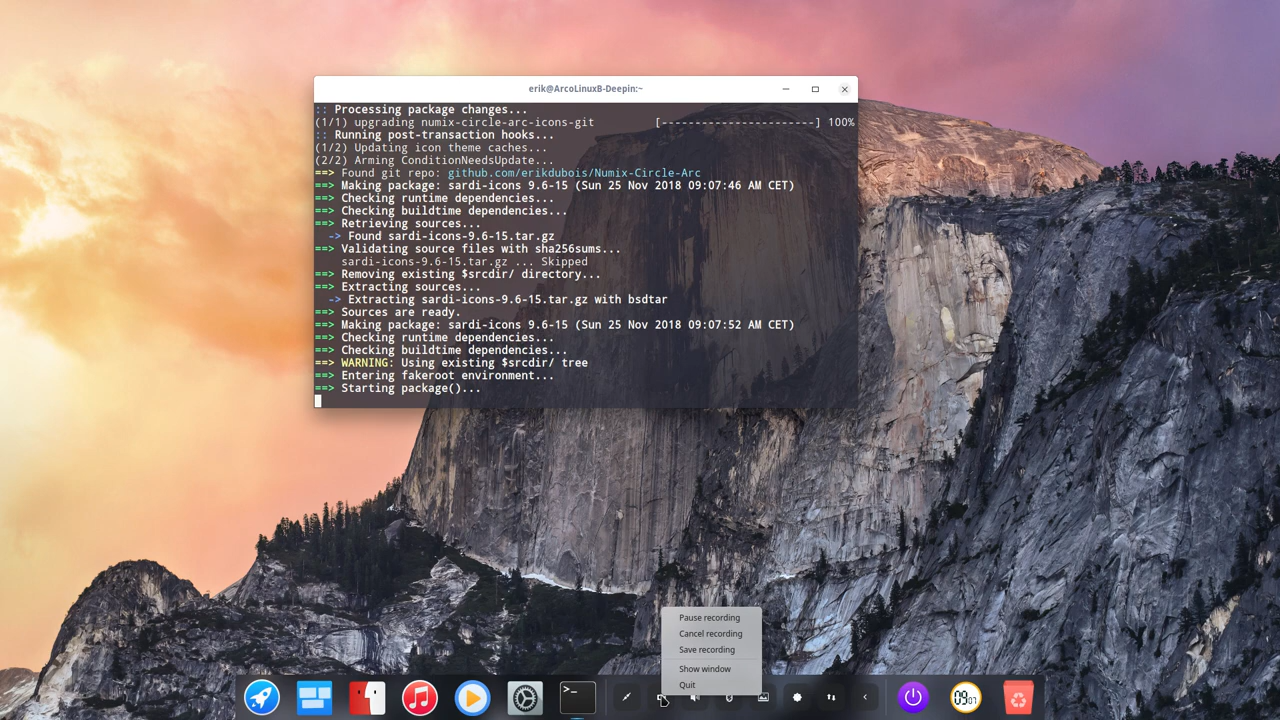 erik@ArcoLinuxB-Deepin:~
:: Processing package changes...
(1/1) upgrading numix-circle-arc-icons-git [-----------------------] 100%
:: Running post-transaction hooks...
(1/2) Updating icon theme caches...
(2/2) Arming ConditionNeedsUpdate...
==> Found git repo: github.com/erikdubois/Numix-Circle-Arc
==> Making package: sardi-icons 9.6-15 (Sun 25 Nov 2018 09:07:46 AM CET)
==> Checking runtime dependencies...
==> Checking buildtime dependencies...
==> Retrieving sources...
-> Found sardi-icons-9.6-15.tar.gz
==> Validating source files with sha256sums...
sardi-icons-9.6-15.tar.gz ... Skipped
==> Removing existing $srcdir/ directory...
==> Extracting sources...
-> Extracting sardi-icons-9.6-15.tar.gz with bsdtar
==> Sources are ready.
==> Making package: sardi-icons 9.6-15 (Sun 25 Nov 2018 09:07:52 AM CET)
==> Checking runtime dependencies...
==> Checking buildtime dependencies...
==> WARNING: Using existing $srcdir/ tree
==> Entering fakeroot environment...
==> Starting package()...
Pause recording
Cancel recording
Save recording
Show window
Quit
>_
09 07